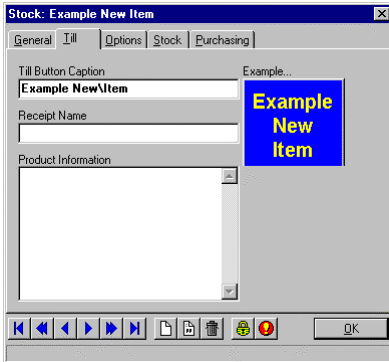 Stock: Example New Item
General Till Options Stock Purchasing
Till Button Caption
Example...
Example New\Item
Example
New
Item
Receipt Name
Product Information
OK